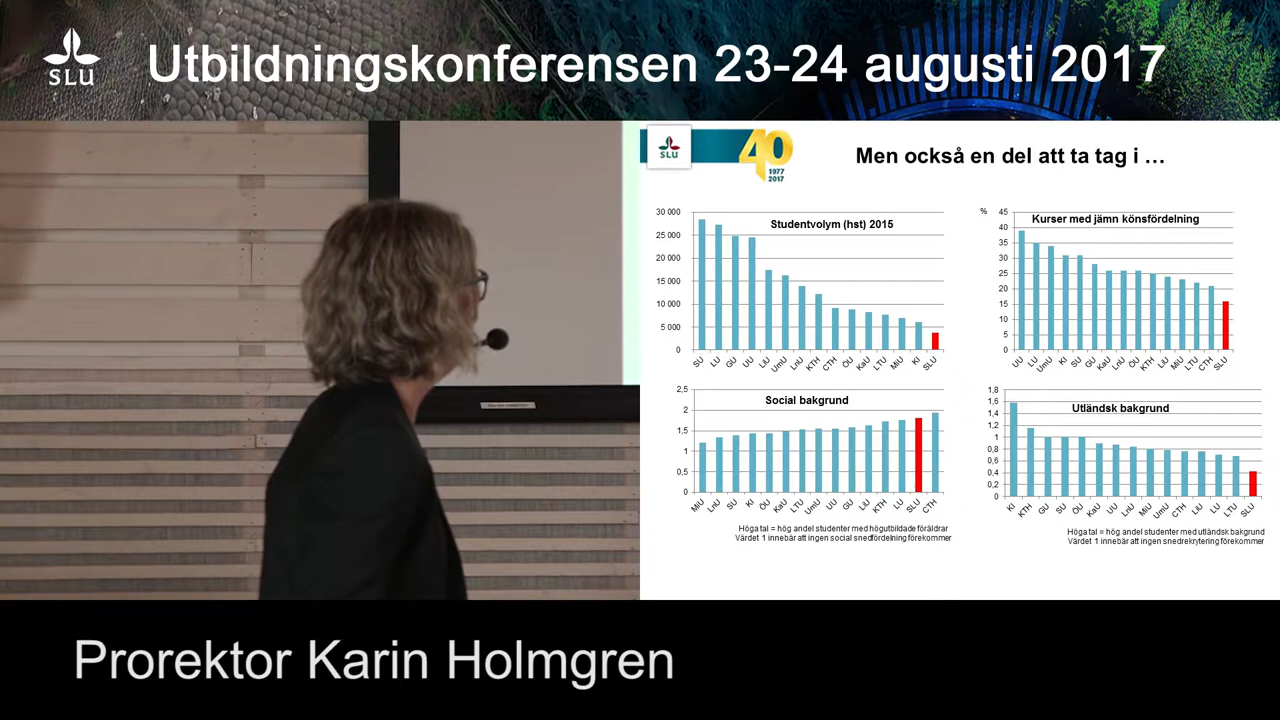 SLU
Utbildningskonferensen 23-24 augusti 2017
SLU
40
1977
2017
Men också en del att ta tag i …
Studentvolym (hst) 2015
30 000
25 000
20 000
15 000
10 000
5 000
0
SU LU GU UU LiU UmU LnU KTH CTH ÖU KaU LTU MiU KI SLU
%
Kurser med jämn könsfördelning
45
40
35
30
25
20
15
10
5
0
UU LU UmU KI SU GU KaU LnU ÖU KTH LiU MiU LTU CTH SLU
Social bakgrund
2,5
2
1,5
1
0,5
0
MiU LnU SU KI ÖU KaU LTU UmU UU GU LiU KTH LU SLU CTH
Höga tal = hög andel studenter med högutbildade föräldrar
Värdet 1 innebär att ingen social snedfördelning förekommer
Utländsk bakgrund
1,8
1,6
1,4
1,2
1
0,8
0,6
0,4
0,2
0
KI KTH GU SU ÖU KaU UU LnU MiU UmU CTH LiU LU LTU SLU
Höga tal = hög andel studenter med utländsk bakgrund
Värdet 1 innebär att ingen snedrekrytering förekommer
Prorektor Karin Holmgren